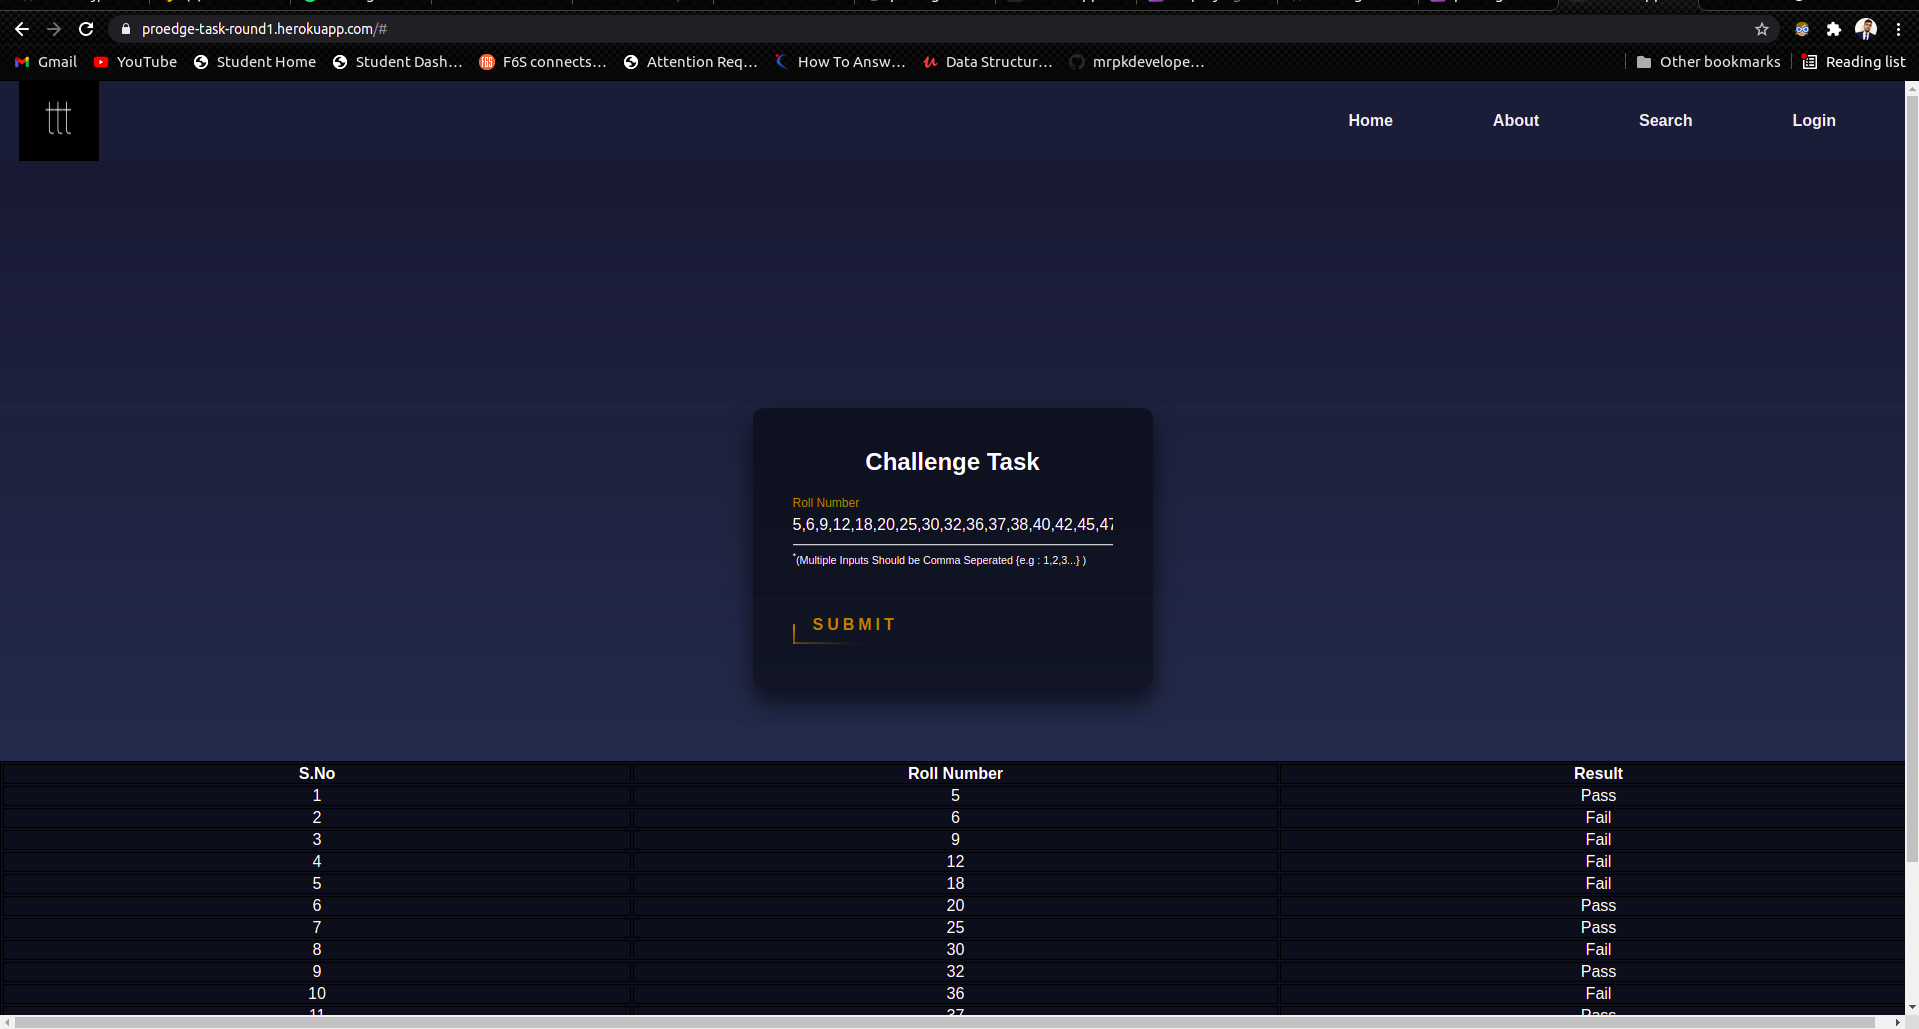 proedge-task-round1.herokuapp.com/#
Gmail YouTube Student Home Student Dash... F6S connects... Attention Req... How To Answ... Data Structur... mrpkdevelope... Other bookmarks Reading list
ttt Home About Search Login
Challenge Task
Roll Number
5,6,9,12,18,20,25,30,32,36,37,38,40,42,45,47
*(Multiple Inputs Should be Comma Seperated {e.g : 1,2,3...} )
SUBMIT
S.No Roll Number Result
1 5 Pass
2 6 Fail
3 9 Fail
4 12 Fail
5 18 Fail
6 20 Pass
7 25 Pass
8 30 Fail
9 32 Pass
10 36 Fail
11 37 Pass